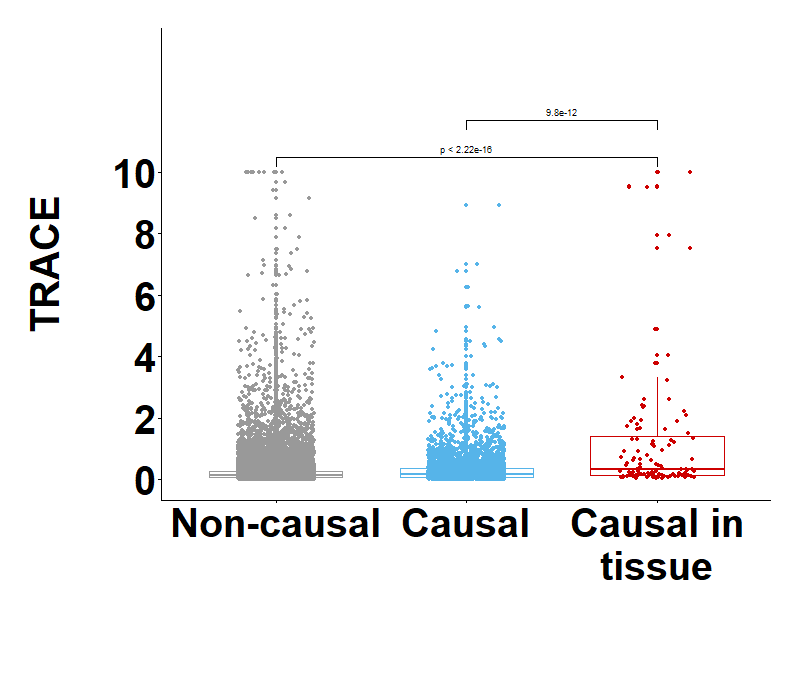 9.8e-12
p < 2.22e-16
TRACE
10
8
6
4
2
0
Non-causal
Causal
Causal in
tissue